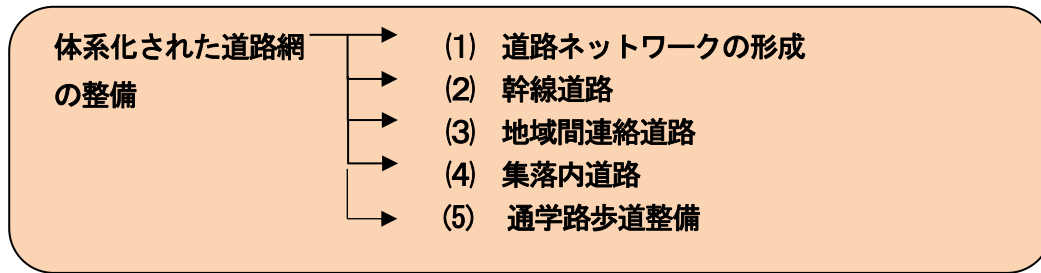 体系化された道路網
の整備
(1) 道路ネットワークの形成
(2) 幹線道路
(3) 地域間連絡道路
(4) 集落内道路
(5) 通学路歩道整備